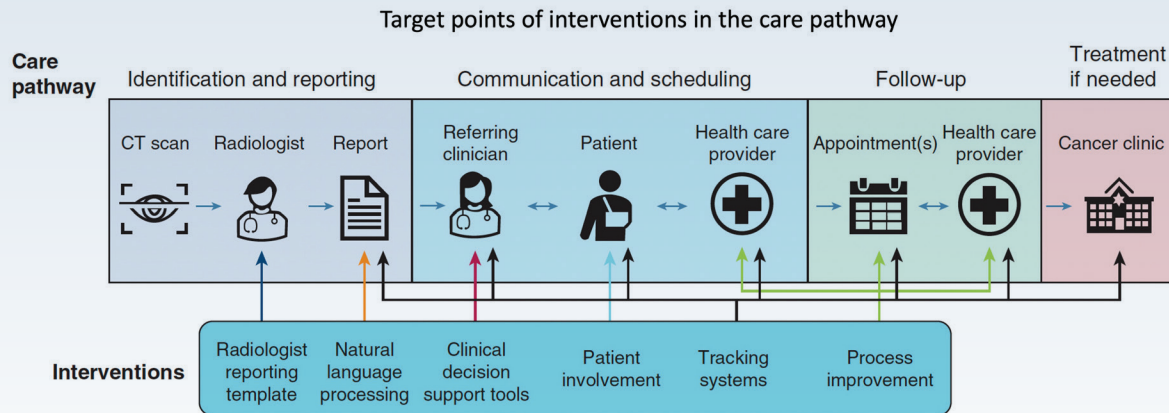 Target points of interventions in the care pathway
Care
pathway
Identification and reporting
Communication and scheduling
Follow-up
Treatment
if needed
CT scan
Radiologist
Report
Referring
clinician
Patient
Health care
provider
Appointment(s)
Health care
provider
Cancer clinic
Interventions
Radiologist
reporting
template
Natural
language
processing
Clinical
decision
support tools
Patient
involvement
Tracking
systems
Process
improvement